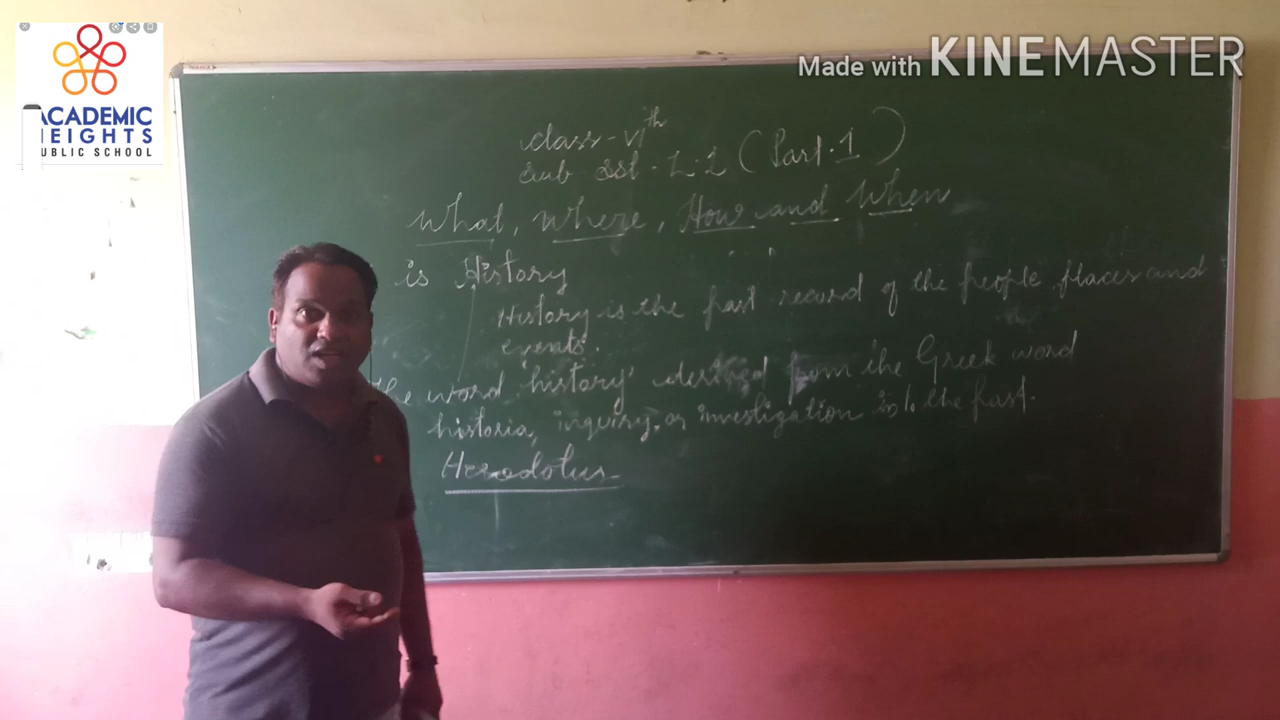 ACADEMIC
HEIGHTS
PUBLIC SCHOOL
Made with KINEMASTER
Class - VIth
Sub SSt. L:1 (Part. 1)
What, Where, How and When
is History
History is the past record of the people places and
events.
The word 'history' derived from the Greek word
historia, inquiry, or investigation into the past.
Herodotus